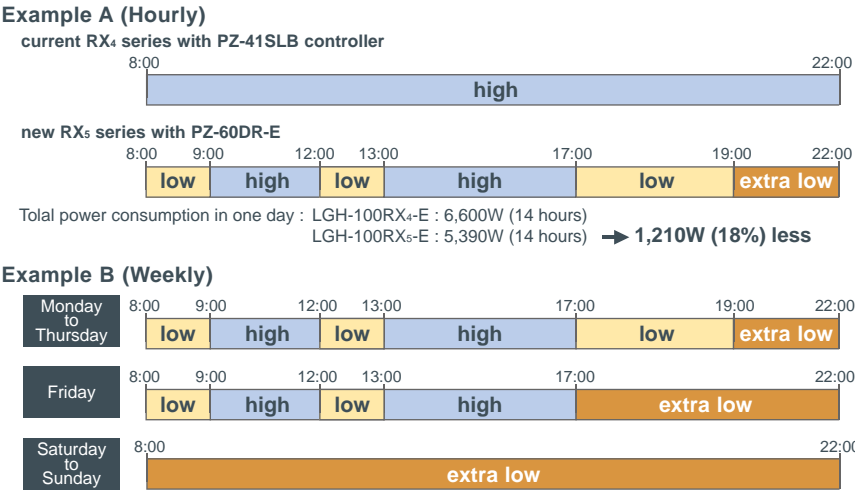 Example A (Hourly)
current RX4 series with PZ-41SLB controller
8:00 22:00
high
new RX5 series with PZ-60DR-E
8:00 9:00 12:00 13:00 17:00 19:00 22:00
low high low high low extra low
Tolal power consumption in one day : LGH-100RX4-E : 6,600W (14 hours)
LGH-100RX5-E : 5,390W (14 hours) → 1,210W (18%) less
Example B (Weekly)
Monday
to
Thursday
8:00 9:00 12:00 13:00 17:00 19:00 22:00
low high low high low extra low
Friday
8:00 9:00 12:00 13:00 17:00 22:00
low high low high extra low
Saturday
to
Sunday
8:00 22:00
extra low